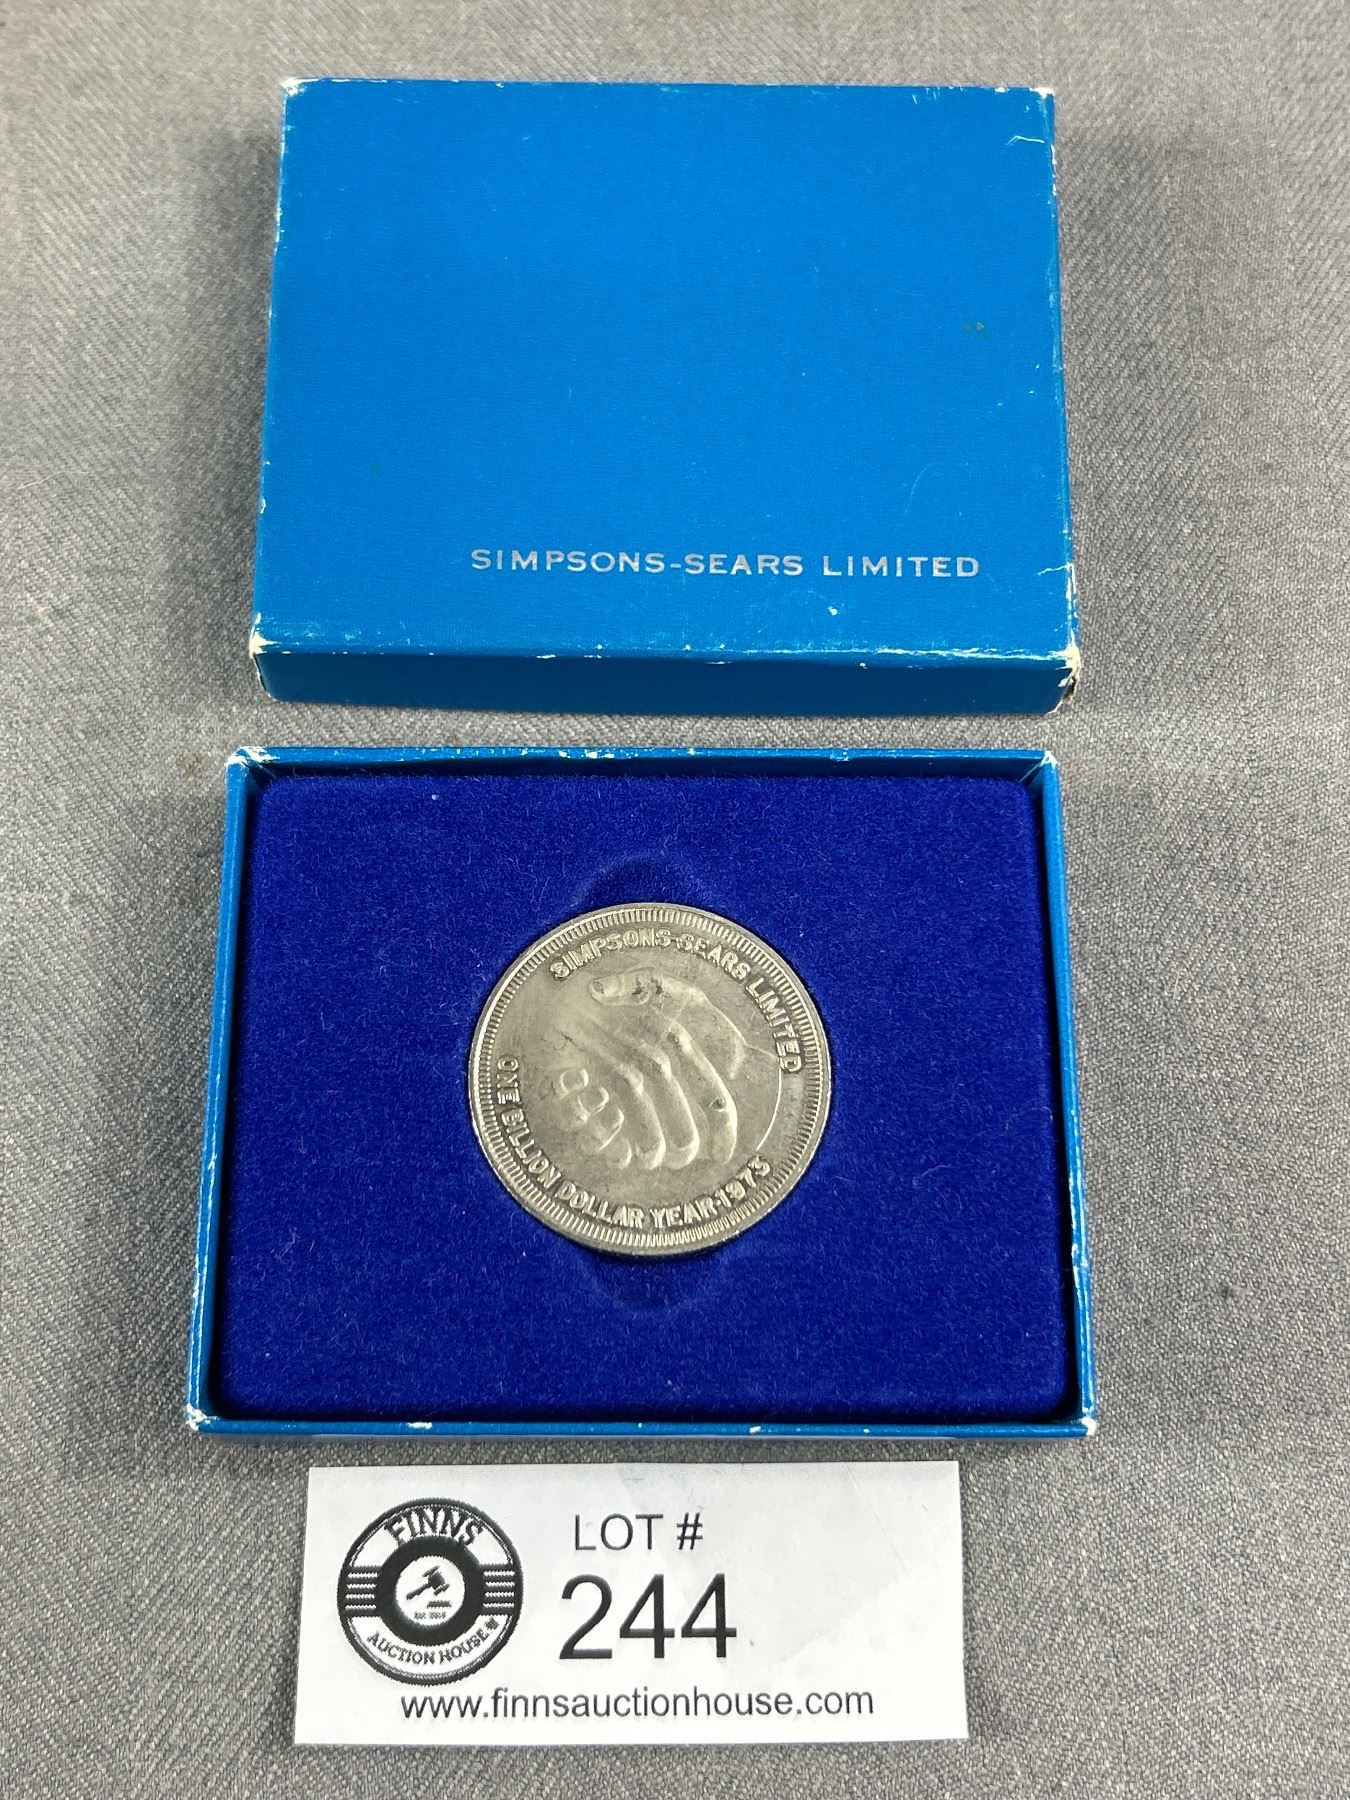 SIMPSONS-SEARS LIMITED
SIMPSONS-SEARS LIMITED
ONE BILLION DOLLAR YEAR-1973
FINNS
AUCTION HOUSE
LOT #
244
www.finnsauctionhouse.com